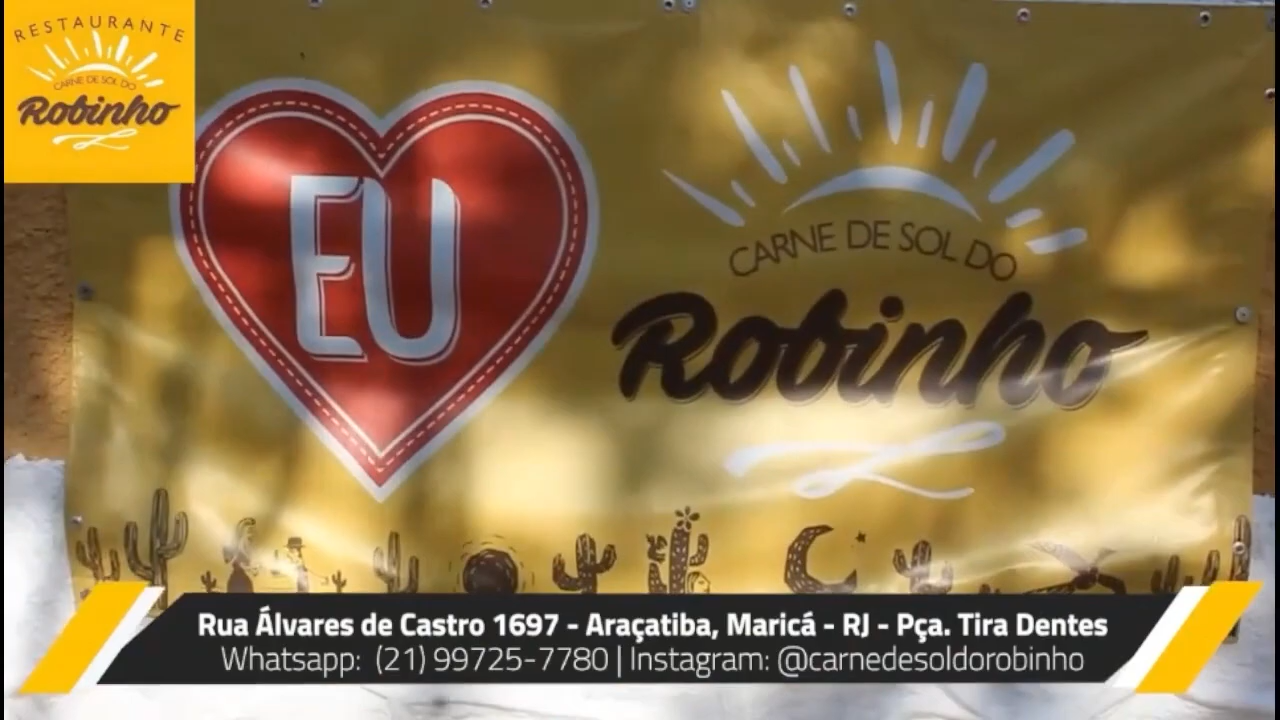 RESTAURANTE
CARNE DE SOL DO
Robinho
EU
CARNE DE SOL DO
Robinho
Rua Álvares de Castro 1697 - Araçatiba, Maricá - RJ - Pça. Tira Dentes
Whatsapp: (21) 99725-7780 | Instagram: @carnedesoldorobinho